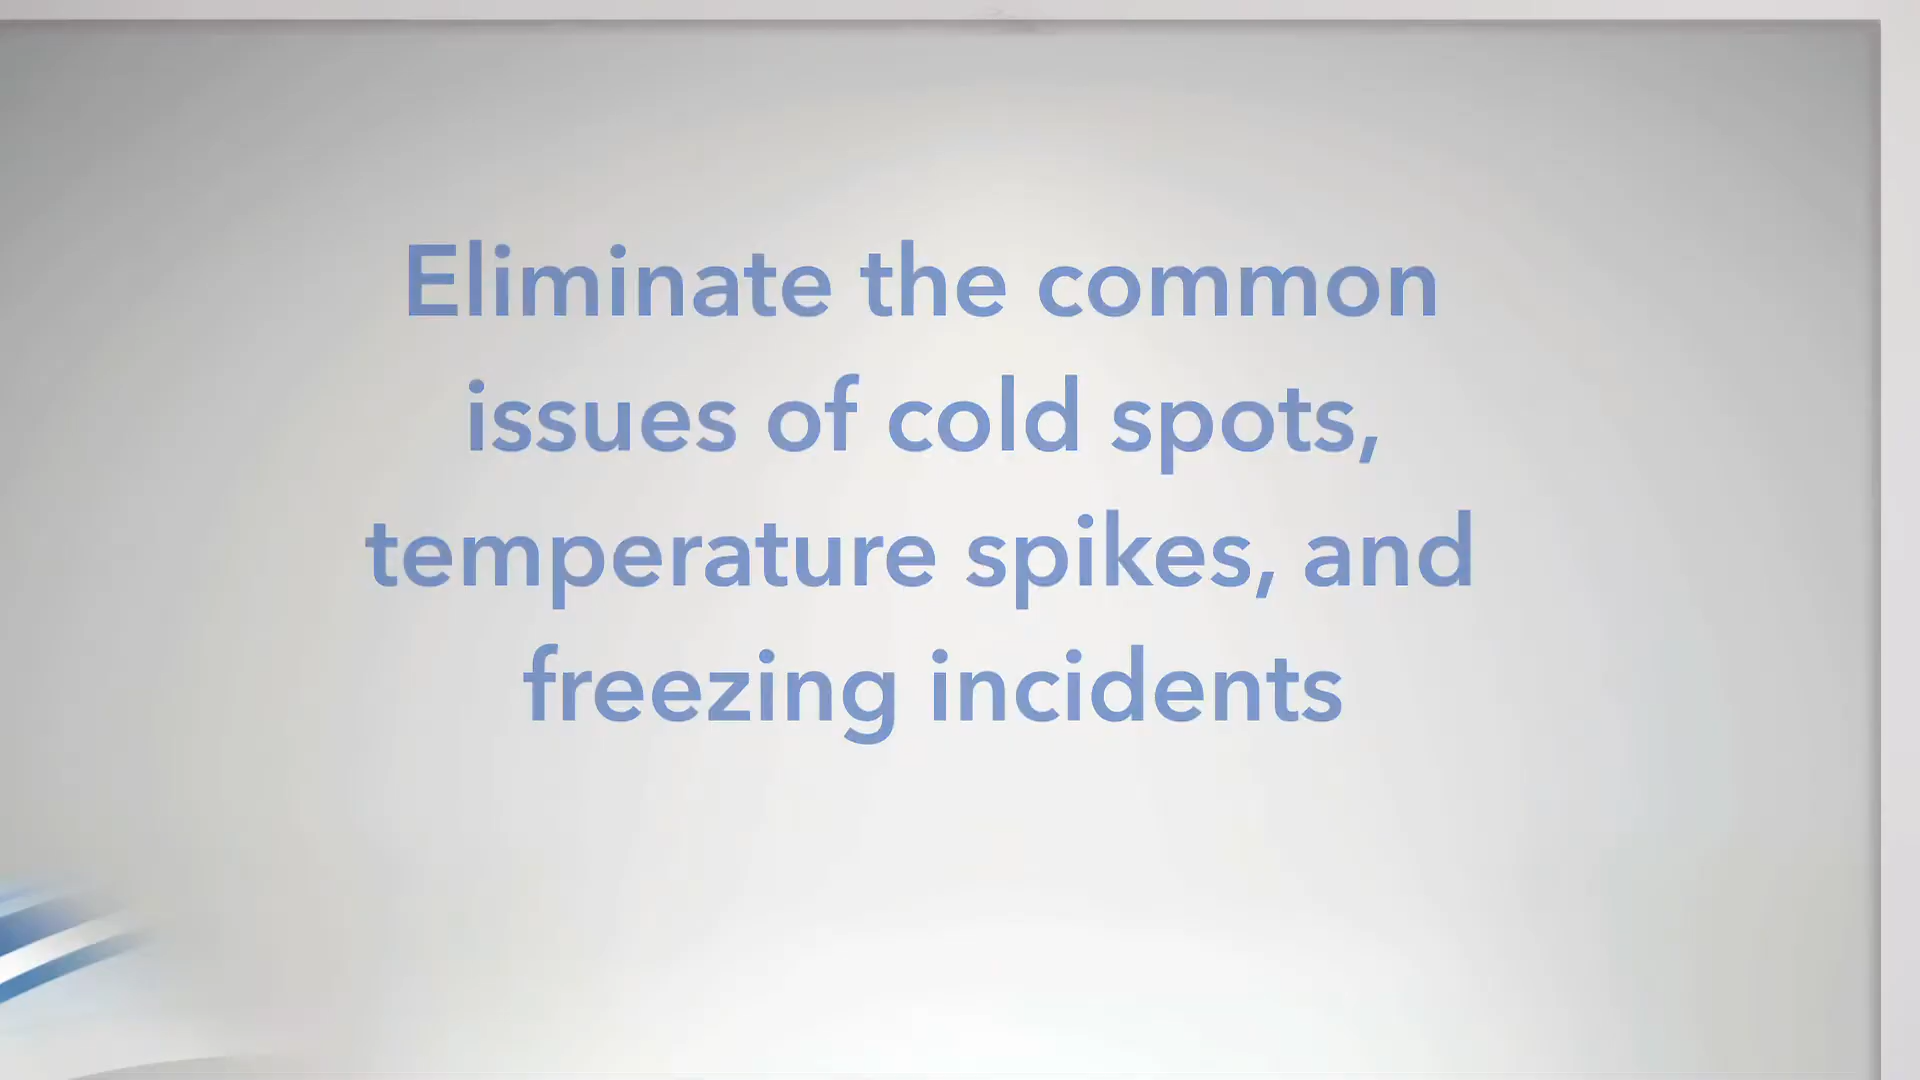 Eliminate the common
issues of cold spots,
temperature spikes, and
freezing incidents